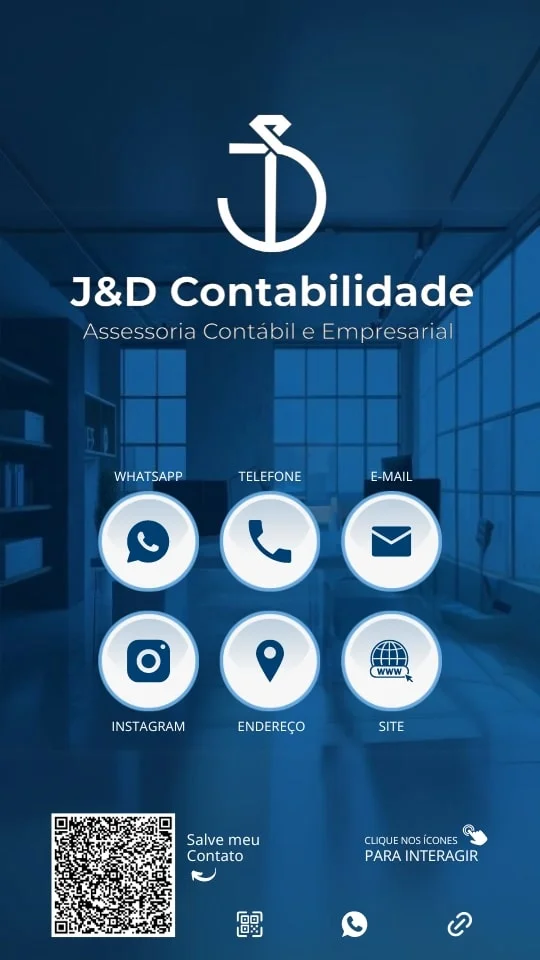 J&D Contabilidade
Assessoria Contábil e Empresarial
WHATSAPP TELEFONE E-MAIL
www
INSTAGRAM ENDEREÇO SITE
Salve meu
Contato
CLIQUE NOS ÍCONES
PARA INTERAGIR